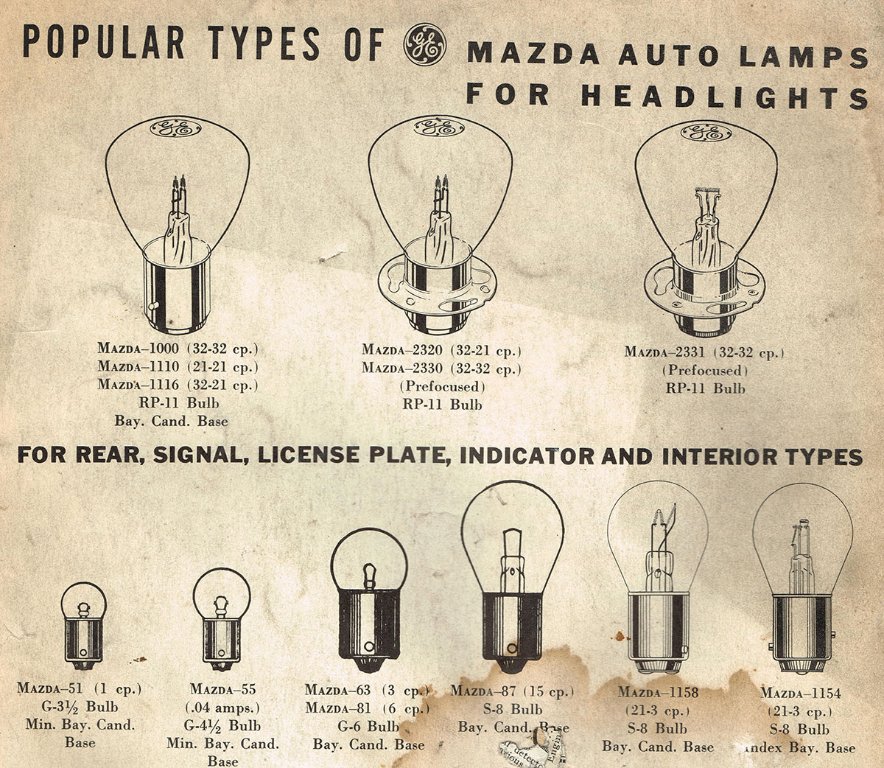 POPULAR TYPES OF GE MAZDA AUTO LAMPS
FOR HEADLIGHTS
GE
GE
GE
MAZDA–1000 (32-32 cp.)
MAZDA–1110 (21-21 cp.)
MAZDA–1116 (32-21 cp.)
RP-11 Bulb
Bay. Cand. Base
MAZDA–2320 (32-21 cp.)
MAZDA–2330 (32-32 cp.)
(Prefocused)
RP-11 Bulb
MAZDA–2331 (32-32 cp.)
(Prefocused)
RP-11 Bulb
FOR REAR, SIGNAL, LICENSE PLATE, INDICATOR AND INTERIOR TYPES
MAZDA–51 (1 cp.)
G-3½ Bulb
Min. Bay. Cand.
Base
MAZDA–55
(.04 amps.)
G-4½ Bulb
Min. Bay. Cand.
Base
MAZDA–63 (3 cp.)
MAZDA–81 (6 cp.)
G-6 Bulb
Bay. Cand. Base
MAZDA–87 (15 cp.)
S-8 Bulb
Bay. Cand. Base
MAZDA–1158
(21-3 cp.)
S-8 Bulb
Bay. Cand. Base
MAZDA–1154
(21-3 cp.)
S-8 Bulb
Index Bay. Base